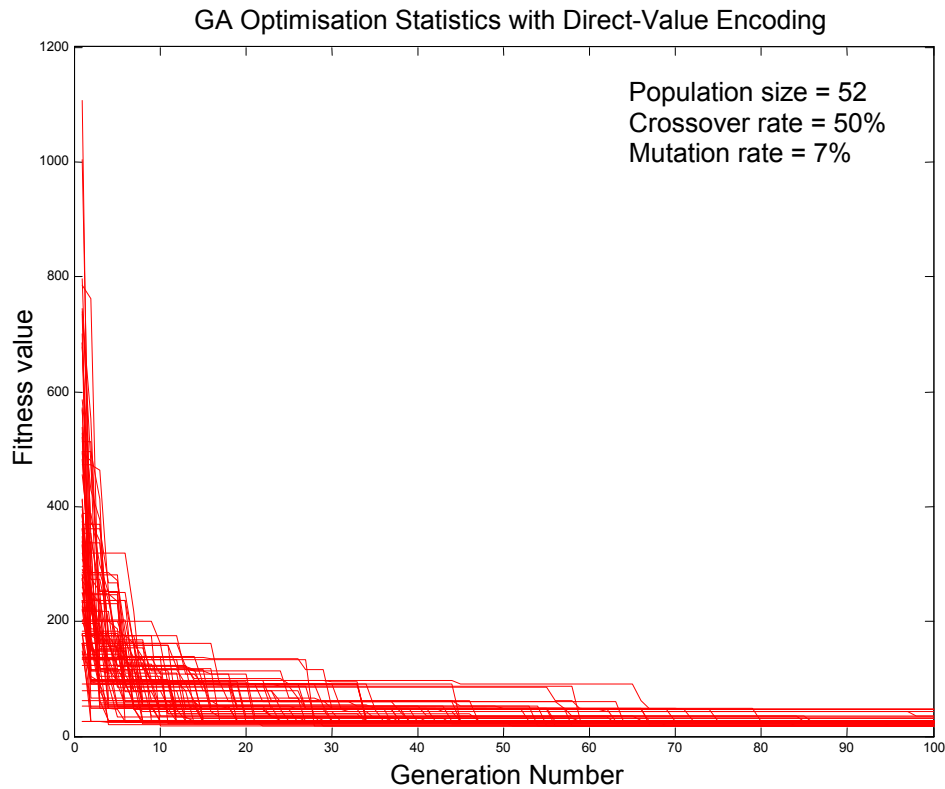 GA Optimisation Statistics with Direct-Value Encoding
1200
1000
800
600
400
200
0
Fitness value
Population size = 52
Crossover rate = 50%
Mutation rate = 7%
0 10 20 30 40 50 60 70 80 90 100
Generation Number